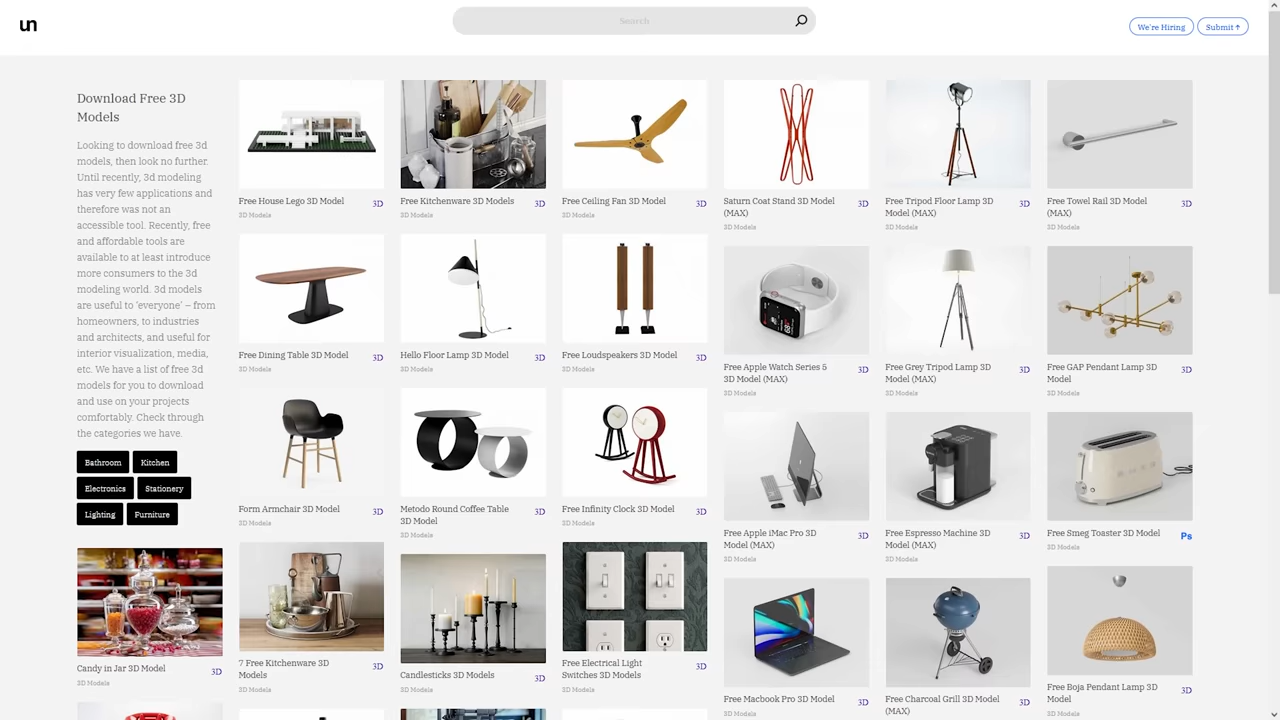 un
Search
We're Hiring
Submit ↑
Download Free 3D
Models
Looking to download free 3d
models, then look no further.
Until recently, 3d modeling
has very few applications and
therefore was not an
accessible tool. Recently, free
and affordable tools are
available to at least introduce
more consumers to the 3d
modeling world. 3d models
are useful to 'everyone' – from
homeowners, to industries
and architects, and useful for
interior visualization, media,
etc. We have a list of free 3d
models for you to download
and use on your projects
comfortably. Check through
the categories we have.
Bathroom
Kitchen
Electronics
Stationery
Lighting
Furniture
Candy in Jar 3D Model
3D
3D Models
Free House Lego 3D Model
3D
3D Models
Free Dining Table 3D Model
3D
3D Models
Form Armchair 3D Model
3D
3D Models
7 Free Kitchenware 3D
Models
3D
3D Models
Free Kitchenware 3D Models
3D
3D Models
Hello Floor Lamp 3D Model
3D
3D Models
Metodo Round Coffee Table
3D Model
3D
3D Models
Candlesticks 3D Models
3D
3D Models
Free Ceiling Fan 3D Model
3D
3D Models
Free Loudspeakers 3D Model
3D
3D Models
Free Infinity Clock 3D Model
3D
3D Models
Free Electrical Light
Switches 3D Models
3D
3D Models
Saturn Coat Stand 3D Model
(MAX)
3D
3D Models
Free Apple Watch Series 6
3D Model (MAX)
3D
3D Models
Free Apple iMac Pro 3D
Model (MAX)
3D
3D Models
Free Macbook Pro 3D Model
3D
3D Models
Free Tripod Floor Lamp 3D
Model (MAX)
3D
3D Models
Free Grey Tripod Lamp 3D
Model (MAX)
3D
3D Models
Free Espresso Machine 3D
Model (MAX)
3D
3D Models
Free Charcoal Grill 3D Model
(MAX)
3D
Free Towel Rail 3D Model
(MAX)
3D
3D Models
Free GAP Pendant Lamp 3D
Model
3D
3D Models
Free Smeg Toaster 3D Model
Ps
3D Models
Free Boja Pendant Lamp 3D
Model
3D
3D Models